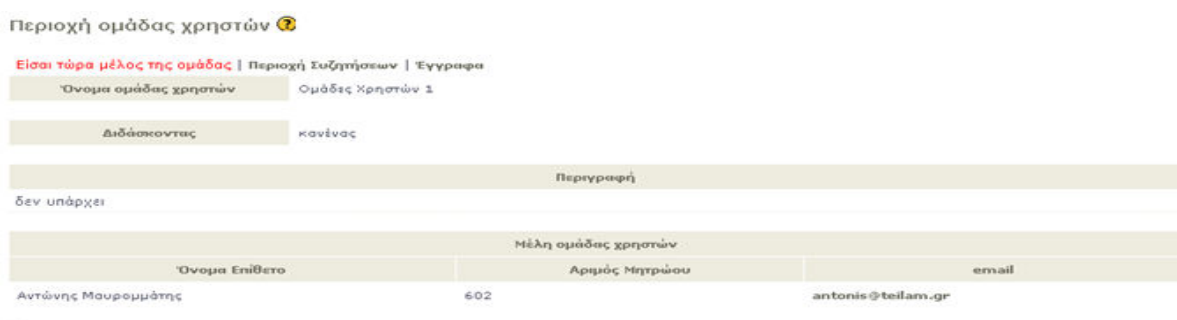 Περιοχή ομάδας χρηστών
Είσαι τώρα μέλος της ομάδας | Περιοχή Συζητήσεων | Έγγραφα
Όνομα ομάδας χρηστών Ομάδες Χρηστών 1
Διδάσκοντας κανένας
Περιγραφή
δεν υπάρχει
Μέλη ομάδας χρηστών
Όνομα Επίθετο Αριμός Μητρώου email
Αντώνης Μαυρομμάτης 602 antonis@teilam.gr